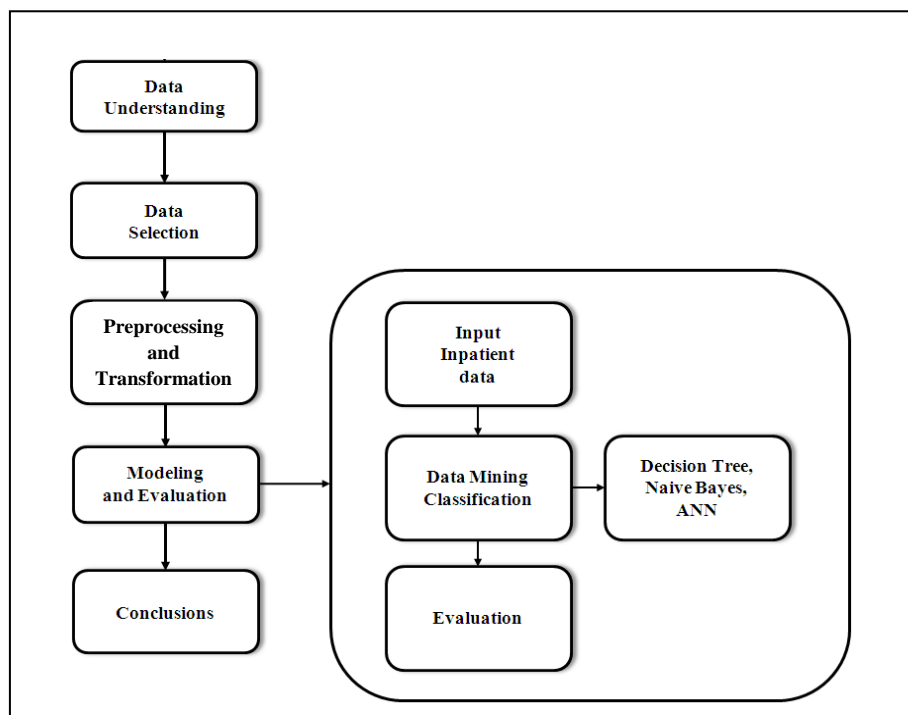 Data
Understanding
Data
Selection
Preprocessing
and
Transformation
Modeling
and Evaluation
Conclusions
Input
Inpatient
data
Data Mining
Classification
Decision Tree,
Naive Bayes,
ANN
Evaluation